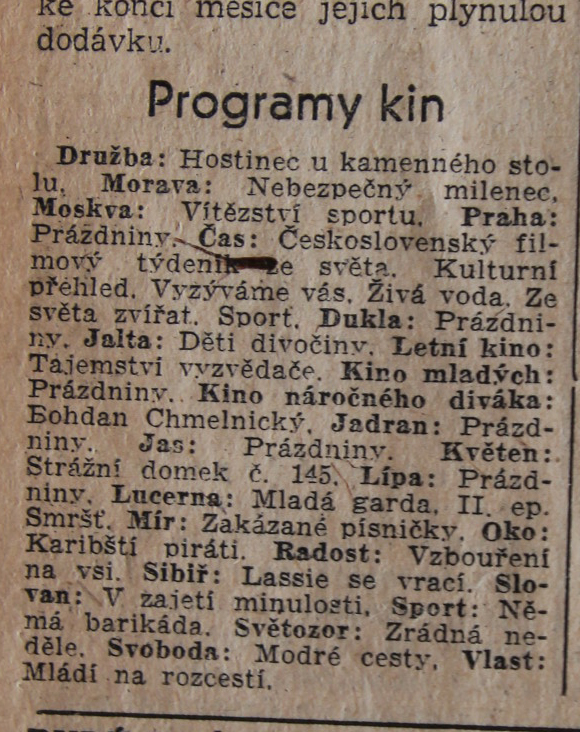 ke konci měsíce jejich plynulou
dodávku.
Programy kin
Družba: Hostinec u kamenného sto-
lu. Morava: Nebezpečný milenec.
Moskva: Vítězství sportu. Praha:
Prázdniny. Čas: Československý fil-
mový týdeník ze světa. Kulturní
přehled. Vyzýváme vás. Živá voda. Ze
světa zvířat. Sport. Dukla: Prázdni-
ny. Jalta: Děti divočiny. Letní kino:
Tajemství vyzvědače. Kino mladých:
Prázdniny. Kino náročného diváka:
Bohdan Chmelnický. Jadran: Prázd-
niny. Jas: Prázdniny. Květen:
Strážní domek č. 145. Lípa: Prázd-
niny. Lucerna: Mladá garda, II. ep.
Smršť. Mír: Zakázané písničky. Oko:
Karibští piráti. Radost: Vzbouření
na vsi. Sibiř: Lassie se vrací. Slo-
van: V zajetí minulosti. Sport: Ně-
má barikáda. Světozor: Zrádná ne-
děle. Svoboda: Modré cesty. Vlast:
Mládí na rozcestí.